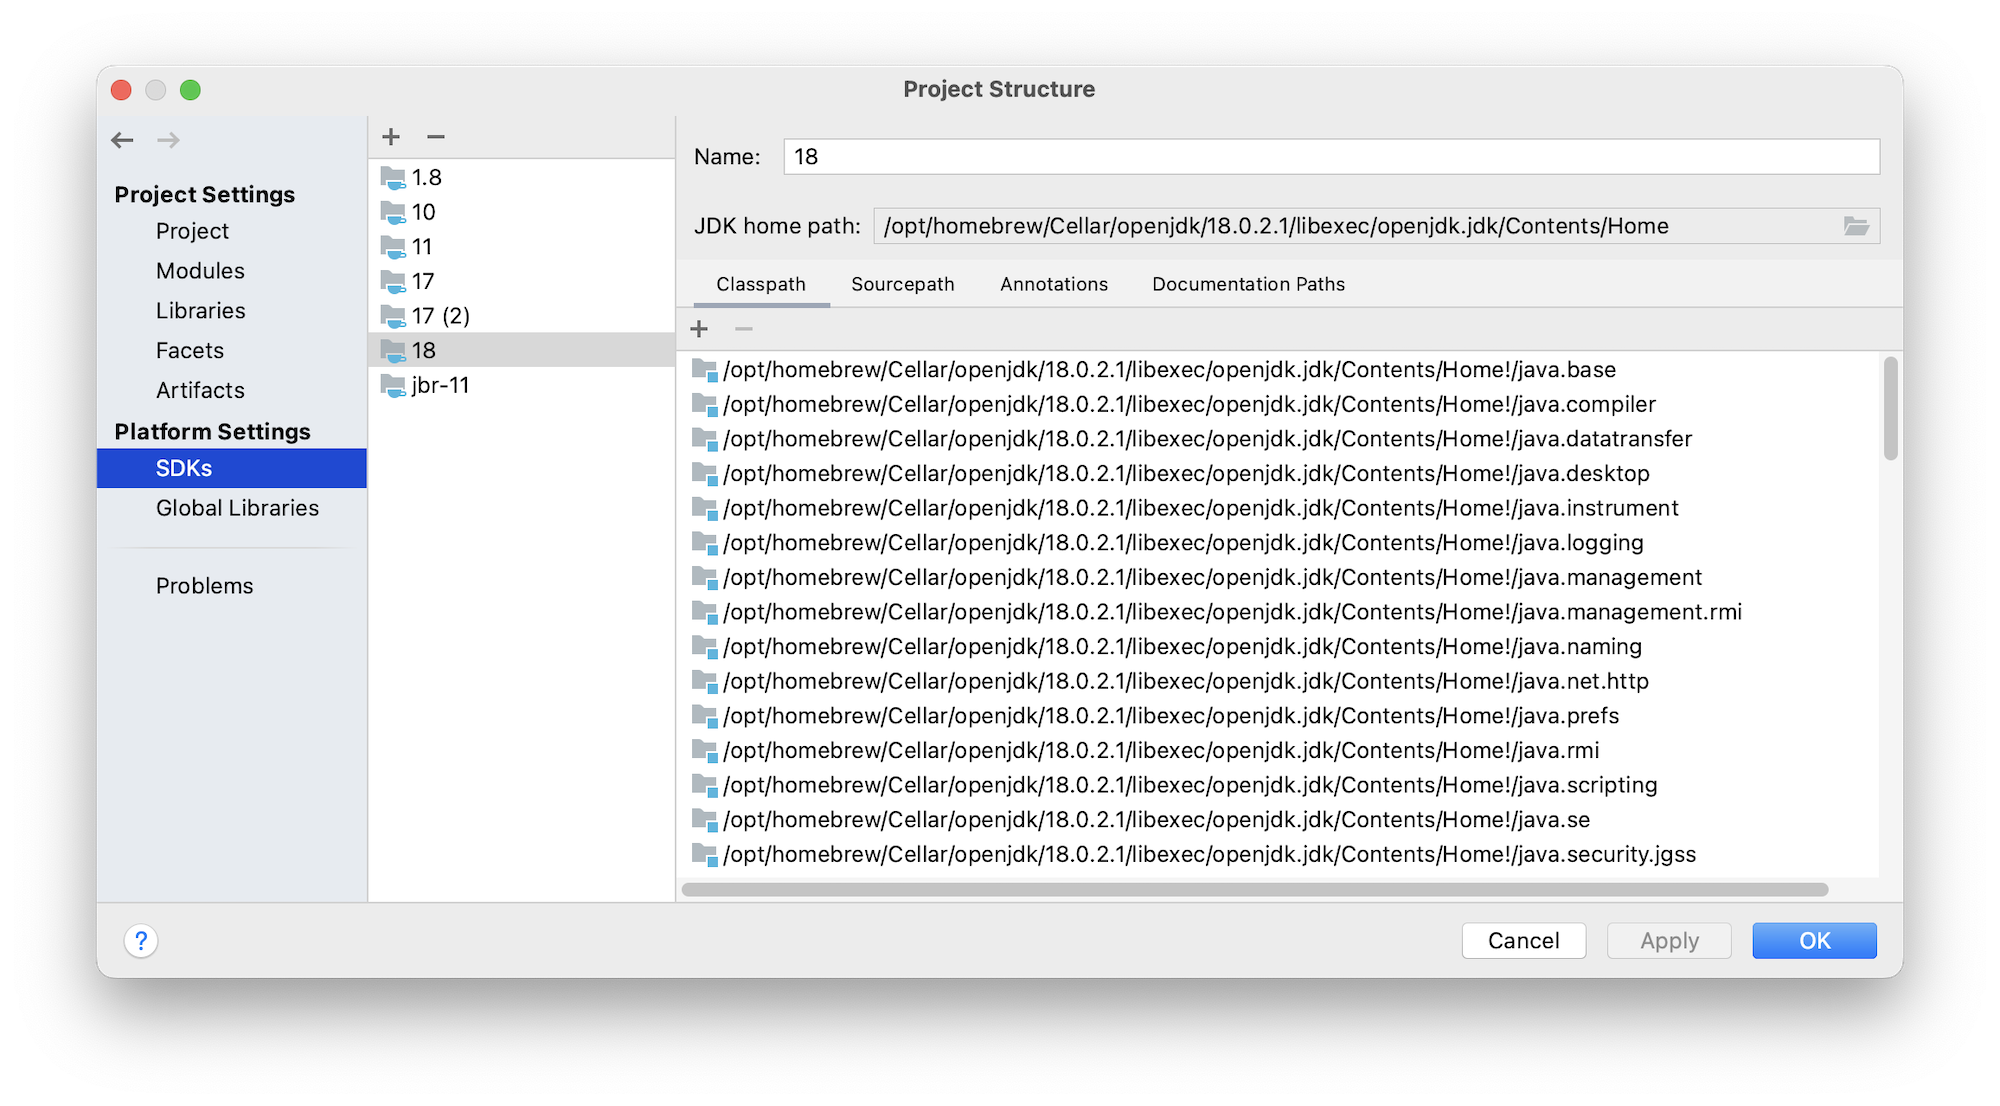 Project Structure
Project Settings
Project
Modules
Libraries
Facets
Artifacts
Platform Settings
SDKs
Global Libraries
Problems
1.8
10
11
17
17 (2)
18
jbr-11
Name: 18
JDK home path: /opt/homebrew/Cellar/openjdk/18.0.2.1/libexec/openjdk.jdk/Contents/Home
Classpath Sourcepath Annotations Documentation Paths
/opt/homebrew/Cellar/openjdk/18.0.2.1/libexec/openjdk.jdk/Contents/Home!/java.base
/opt/homebrew/Cellar/openjdk/18.0.2.1/libexec/openjdk.jdk/Contents/Home!/java.compiler
/opt/homebrew/Cellar/openjdk/18.0.2.1/libexec/openjdk.jdk/Contents/Home!/java.datatransfer
/opt/homebrew/Cellar/openjdk/18.0.2.1/libexec/openjdk.jdk/Contents/Home!/java.desktop
/opt/homebrew/Cellar/openjdk/18.0.2.1/libexec/openjdk.jdk/Contents/Home!/java.instrument
/opt/homebrew/Cellar/openjdk/18.0.2.1/libexec/openjdk.jdk/Contents/Home!/java.logging
/opt/homebrew/Cellar/openjdk/18.0.2.1/libexec/openjdk.jdk/Contents/Home!/java.management
/opt/homebrew/Cellar/openjdk/18.0.2.1/libexec/openjdk.jdk/Contents/Home!/java.management.rmi
/opt/homebrew/Cellar/openjdk/18.0.2.1/libexec/openjdk.jdk/Contents/Home!/java.naming
/opt/homebrew/Cellar/openjdk/18.0.2.1/libexec/openjdk.jdk/Contents/Home!/java.net.http
/opt/homebrew/Cellar/openjdk/18.0.2.1/libexec/openjdk.jdk/Contents/Home!/java.prefs
/opt/homebrew/Cellar/openjdk/18.0.2.1/libexec/openjdk.jdk/Contents/Home!/java.rmi
/opt/homebrew/Cellar/openjdk/18.0.2.1/libexec/openjdk.jdk/Contents/Home!/java.scripting
/opt/homebrew/Cellar/openjdk/18.0.2.1/libexec/openjdk.jdk/Contents/Home!/java.se
/opt/homebrew/Cellar/openjdk/18.0.2.1/libexec/openjdk.jdk/Contents/Home!/java.security.jgss
? Cancel Apply OK